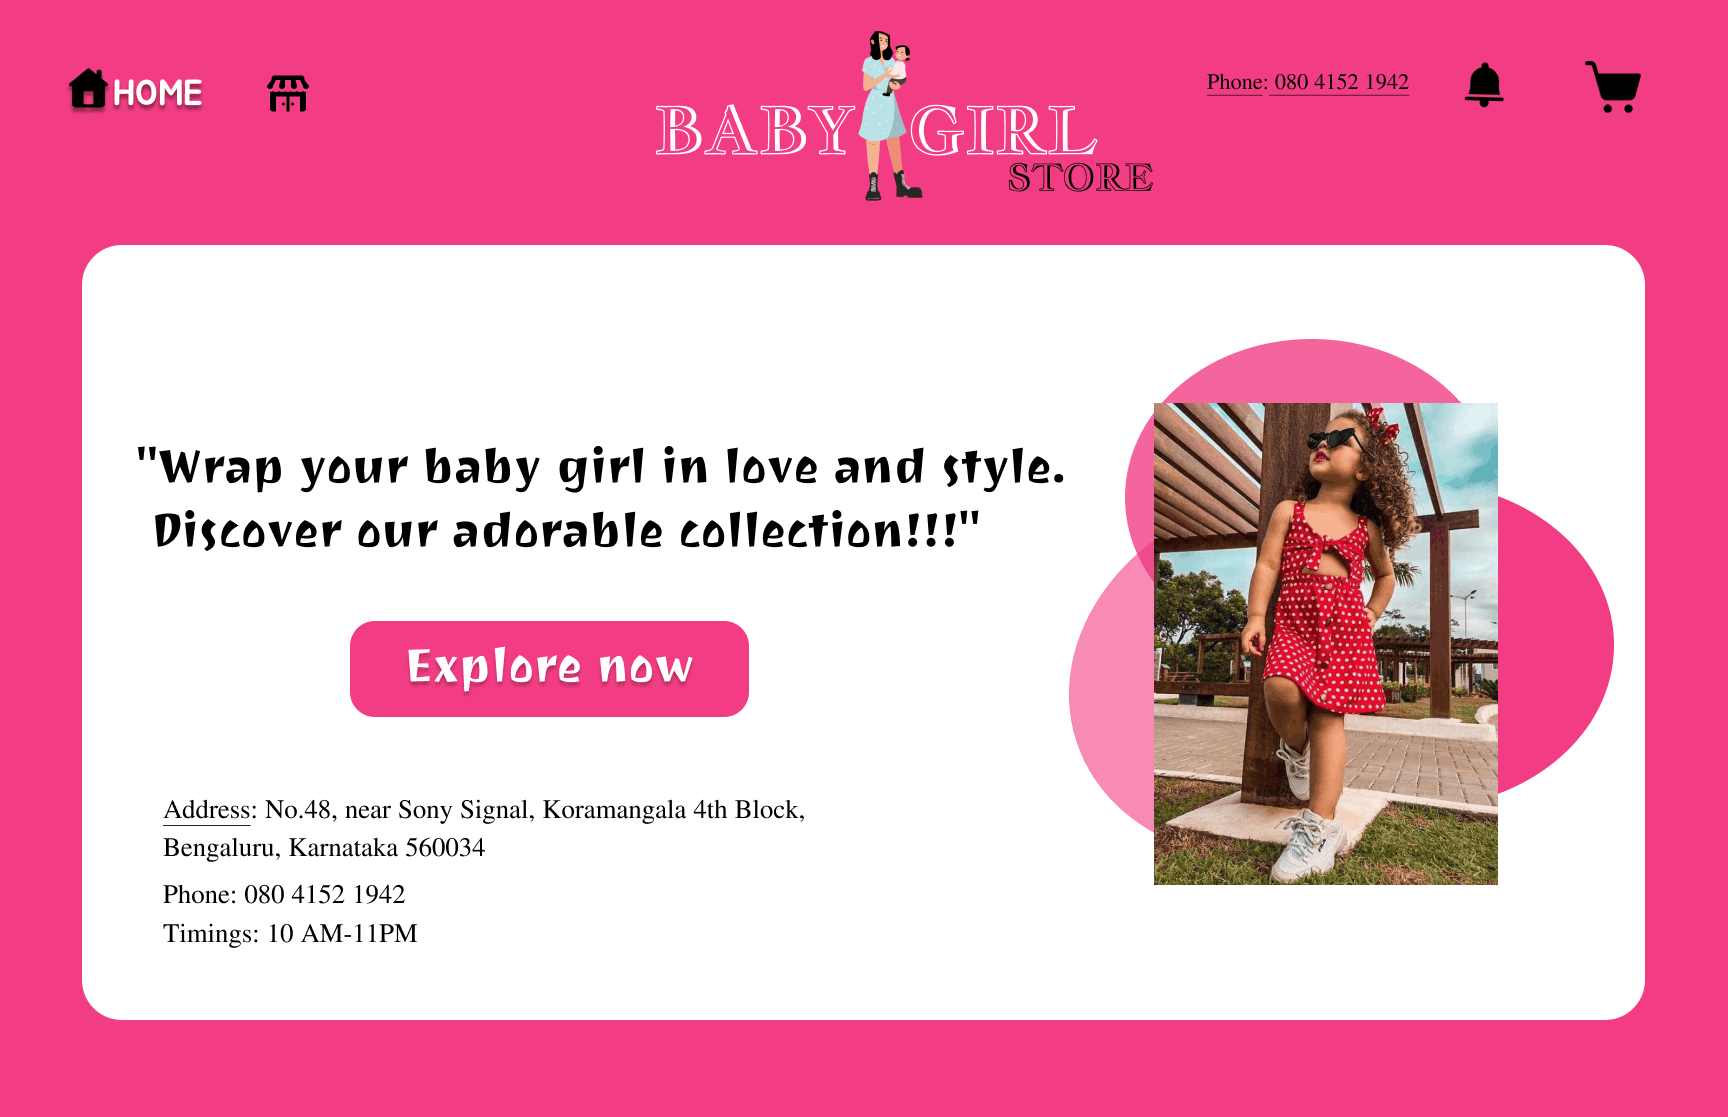 HOME
BABY GIRL
STORE
Phone: 080 4152 1942
"Wrap your baby girl in love and style.
Discover our adorable collection!!!"
Explore now
Address: No.48, near Sony Signal, Koramangala 4th Block,
Bengaluru, Karnataka 560034
Phone: 080 4152 1942
Timings: 10 AM-11PM